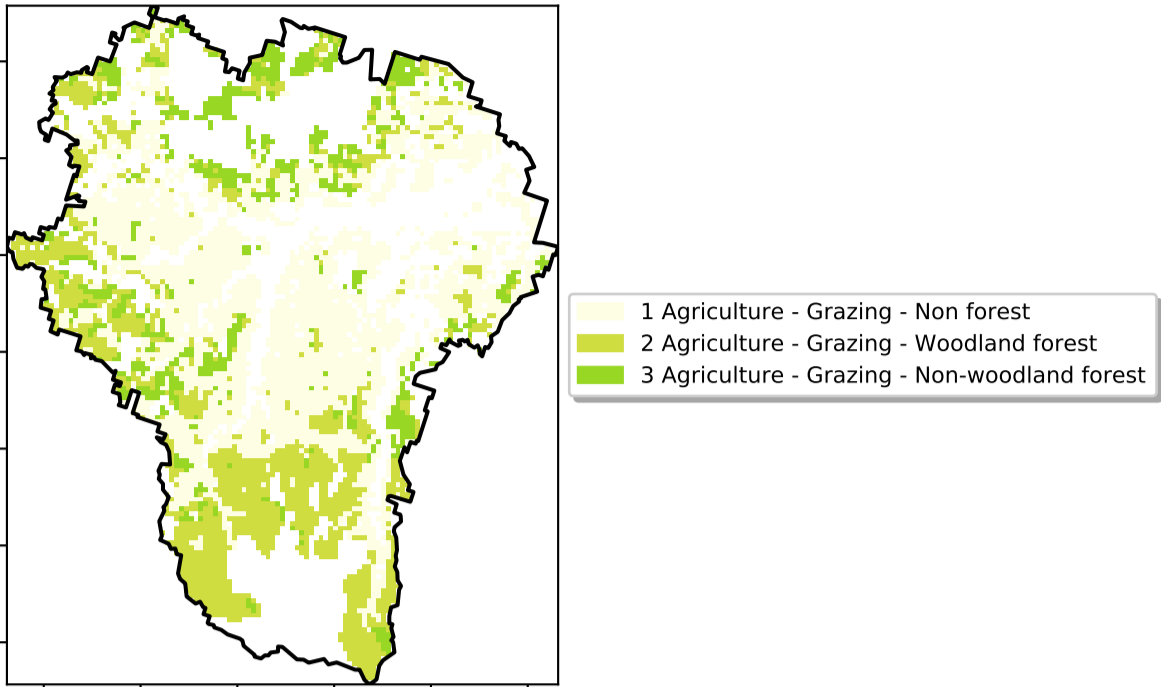 1 Agriculture - Grazing - Non forest
2 Agriculture - Grazing - Woodland forest
3 Agriculture - Grazing - Non-woodland forest